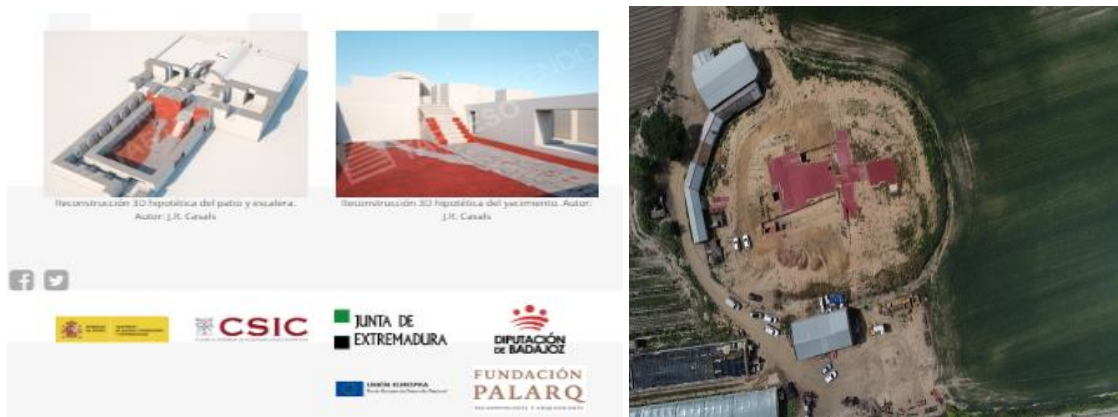 Reconstrucción 3D hipotética del patio y escalera.
Autor: J.R. Casals
Reconstrucción 3D hipotética del yacimiento. Autor:
J.R. Casals
CSIC
JUNTA DE
EXTREMADURA
DIPUTACIÓN
DE BADAJOZ
UNIÓN EUROPEA
FUNDACIÓN
PALARQ